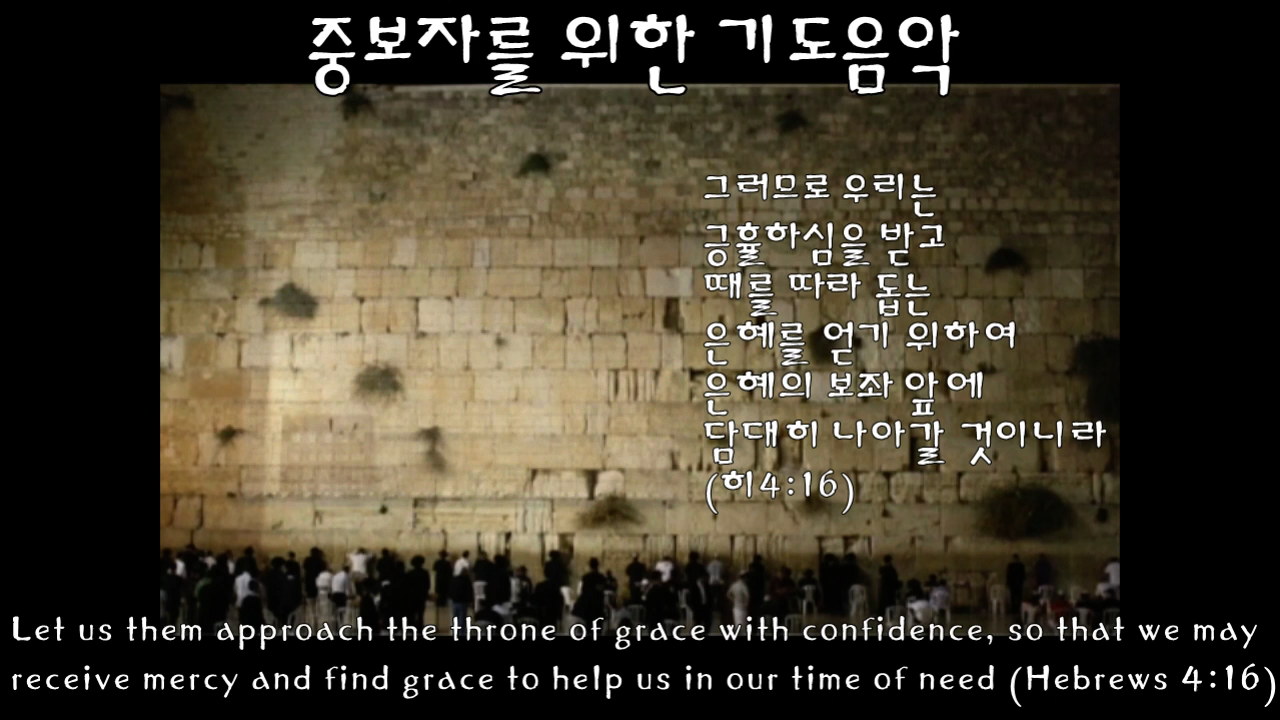 중보자를 위한 기도음악
그러므로 우리는
긍휼하심을 받고
때를 따라 돕는
은혜를 얻기 위하여
은혜의 보좌 앞에
담대히 나아갈 것이니라
(히4:16)
Let us them approach the throne of grace with confidence, so that we may
receive mercy and find grace to help us in our time of need (Hebrews 4:16)